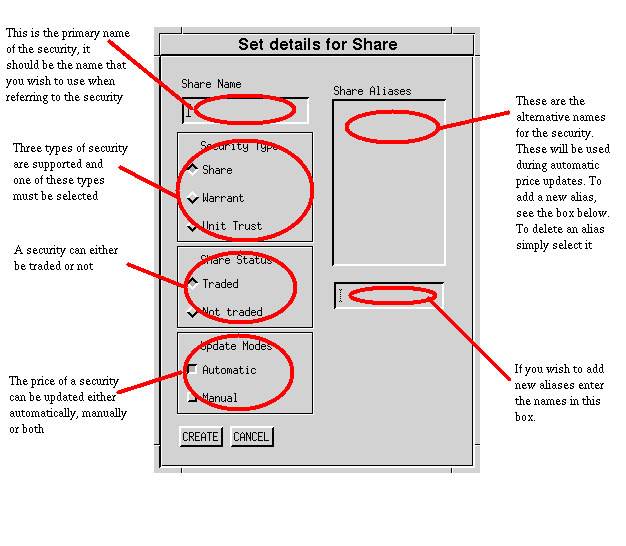 This is the primary name
of the security, it
should be the name that
you wish to use when
referring to the security
Three types of security
are supported and
one of these types
must be selected
A security can either
be traded or not
The price of a security
can be updated either
automatically, manually
or both
Set details for Share
Share Name
Security Type
Share
Warrant
Unit Trust
Share Status
Traded
Not traded
Update Modes
Automatic
Manual
CREATE CANCEL
Share Aliases
These are the
alternative names
for the security.
These will be used
during automatic
price updates. To
add a new alias,
see the box below.
To delete an alias
simply select it
If you wish to add
new aliases enter
the names in this
box.